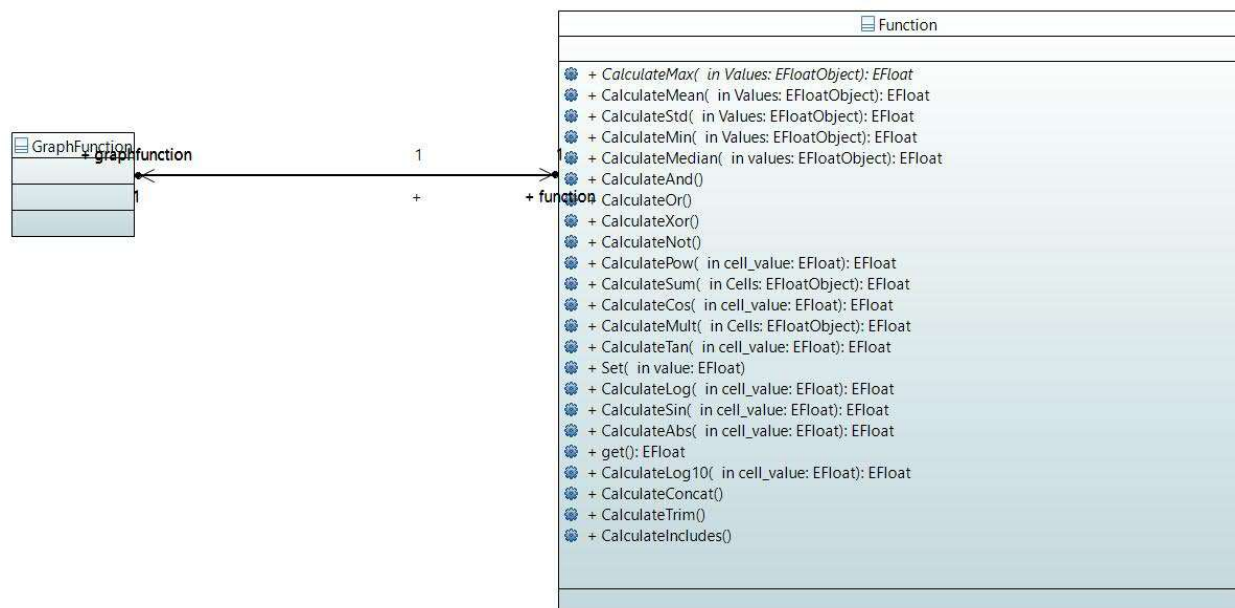 Function
+ CalculateMax( in Values: EFloatObject): EFloat
+ CalculateMean( in Values: EFloatObject): EFloat
+ CalculateStd( in Values: EFloatObject): EFloat
+ CalculateMin( in Values: EFloatObject): EFloat
+ CalculateMedian( in values: EFloatObject): EFloat
+ CalculateAnd()
+ CalculateOr()
+ CalculateXor()
+ CalculateNot()
+ CalculatePow( in cell_value: EFloat): EFloat
+ CalculateSum( in Cells: EFloatObject): EFloat
+ CalculateCos( in cell_value: EFloat): EFloat
+ CalculateMult( in Cells: EFloatObject): EFloat
+ CalculateTan( in cell_value: EFloat): EFloat
+ Set( in value: EFloat)
+ CalculateLog( in cell_value: EFloat): EFloat
+ CalculateSin( in cell_value: EFloat): EFloat
+ CalculateAbs( in cell_value: EFloat): EFloat
+ get(): EFloat
+ CalculateLog10( in cell_value: EFloat): EFloat
+ CalculateConcat()
+ CalculateTrim()
+ CalculateIncludes()
GraphFunction
+ graphfunction
1
1
1
+
+ function